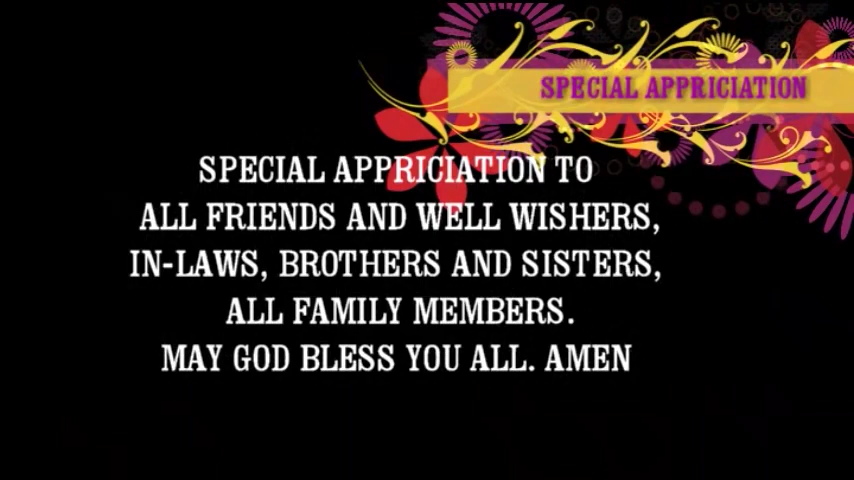 SPECIAL APPRICIATION
SPECIAL APPRICIATION TO
ALL FRIENDS AND WELL WISHERS,
IN-LAWS, BROTHERS AND SISTERS,
ALL FAMILY MEMBERS.
MAY GOD BLESS YOU ALL. AMEN